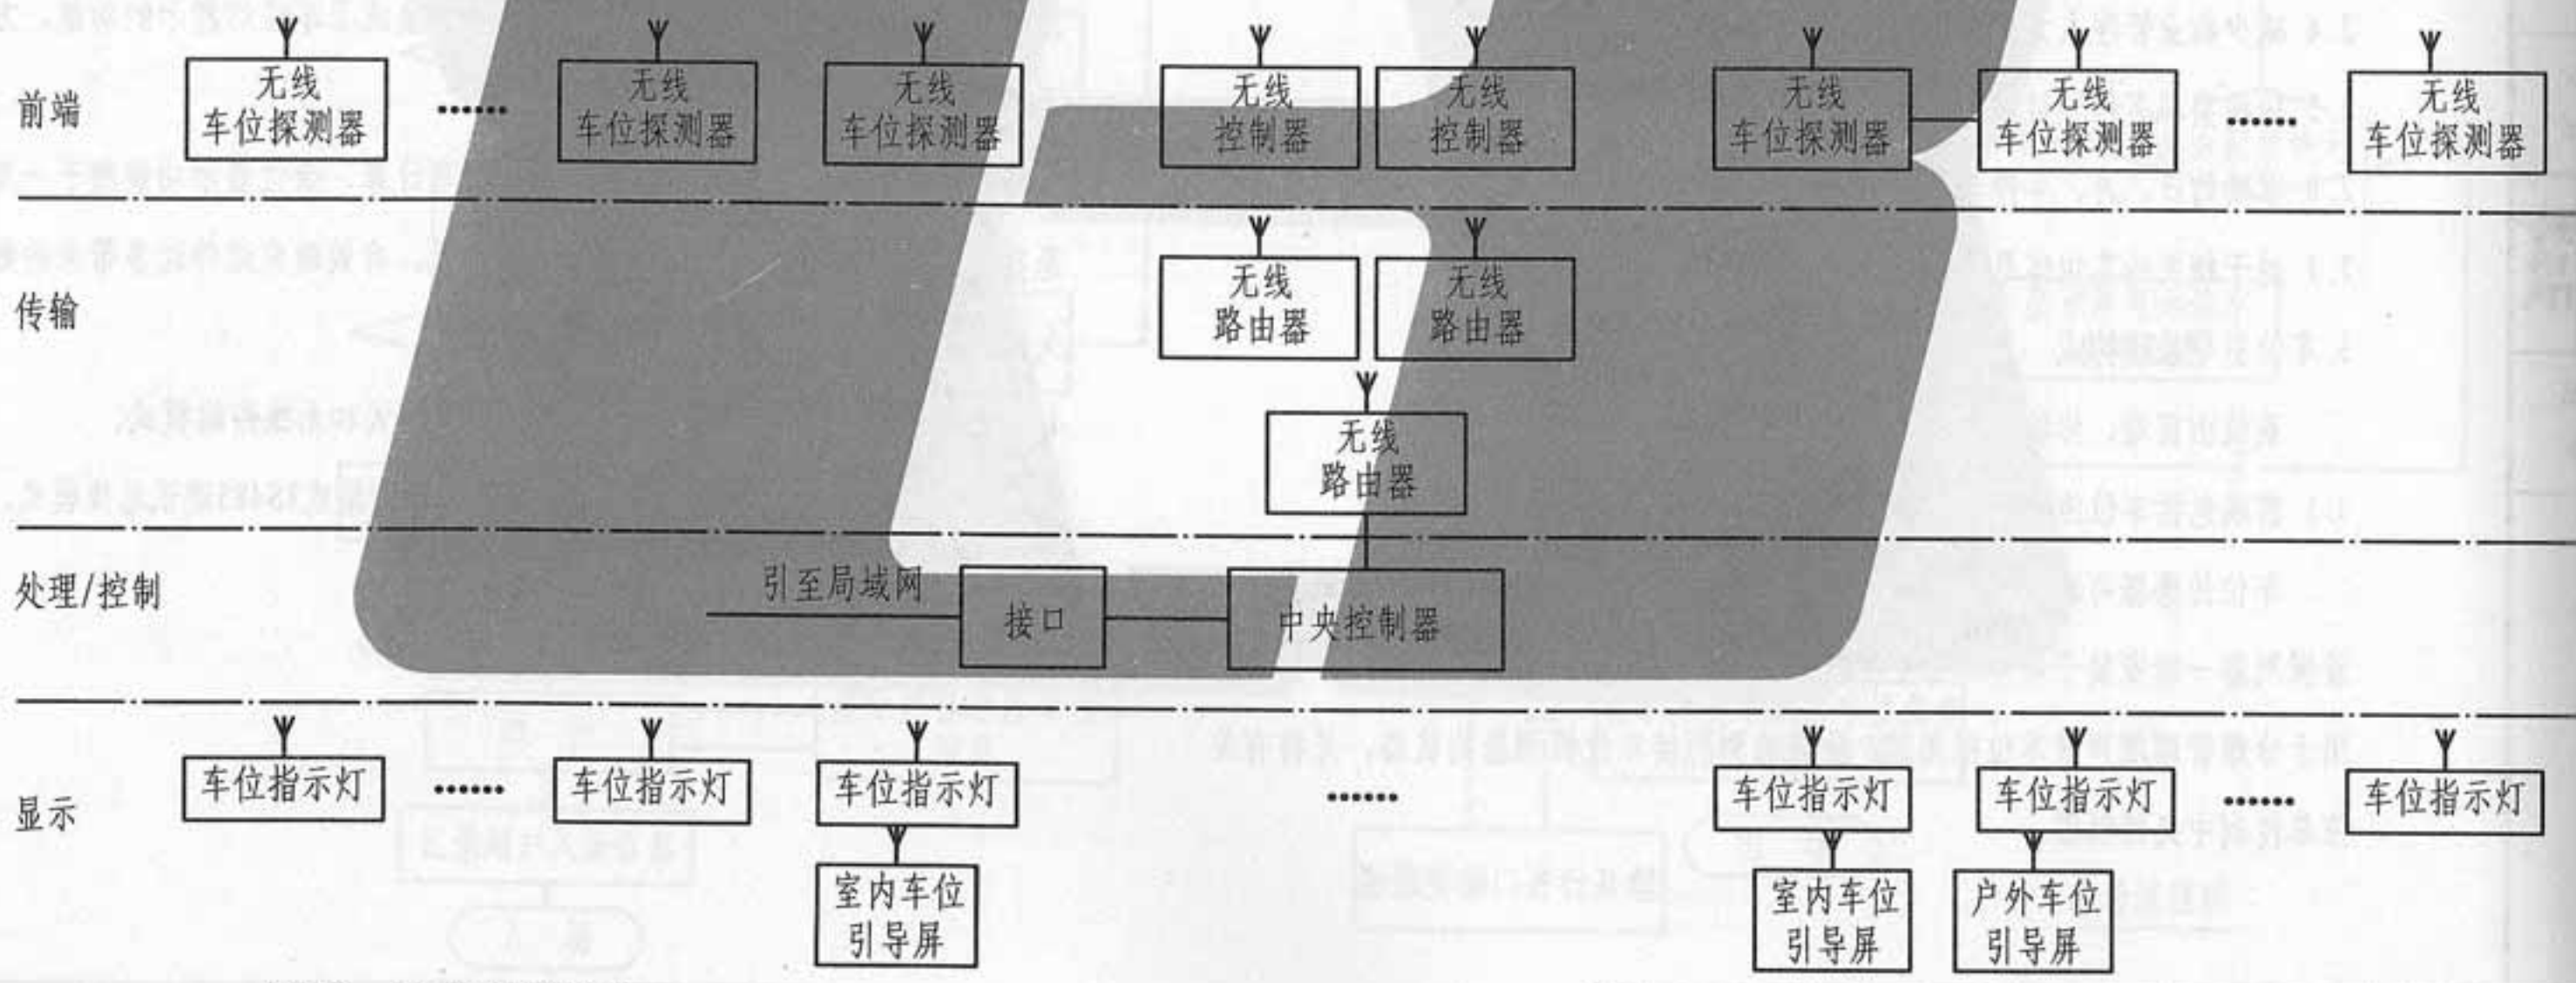 前端
无线
车位探测器
……
无线
车位探测器
无线
车位探测器
无线
控制器
无线
控制器
无线
车位探测器
无线
车位探测器
……
无线
车位探测器
传输
无线
路由器
无线
路由器
无线
路由器
处理/控制
引至局域网
接口
中央控制器
显示
车位指示灯
……
车位指示灯
车位指示灯
……
车位指示灯
车位指示灯
……
车位指示灯
室内车位
引导屏
室内车位
引导屏
户外车位
引导屏